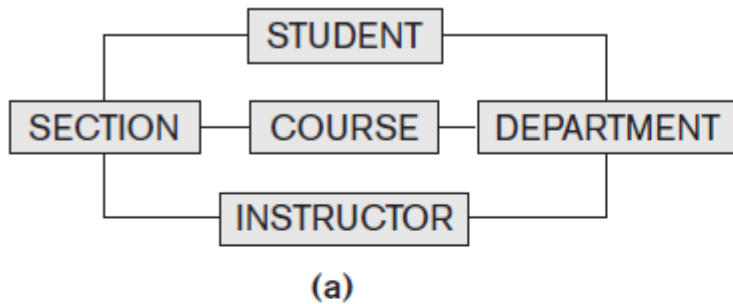 STUDENT
SECTION COURSE DEPARTMENT
INSTRUCTOR
(a)